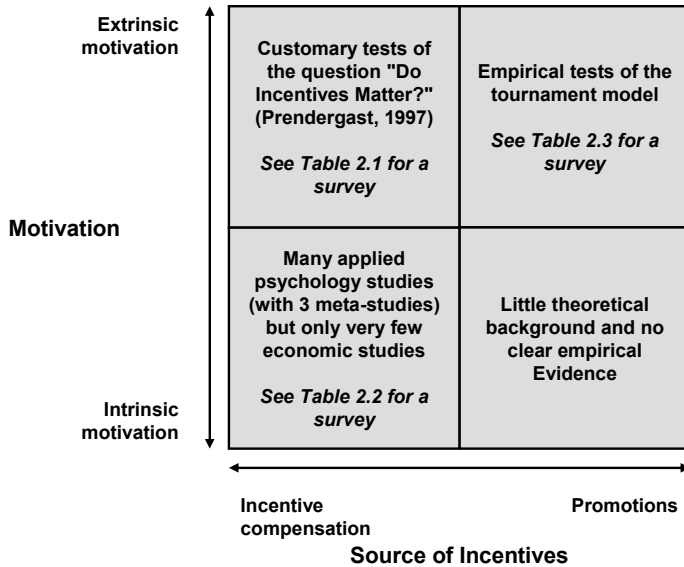 Extrinsic
motivation
Customary tests of
the question "Do
Incentives Matter?"
(Prendergast, 1997)
See Table 2.1 for a
survey
Empirical tests of the
tournament model
See Table 2.3 for a
survey
Motivation
Many applied
psychology studies
(with 3 meta-studies)
but only very few
economic studies
See Table 2.2 for a
survey
Little theoretical
background and no
clear empirical
Evidence
Intrinsic
motivation
Incentive
compensation
Promotions
Source of Incentives